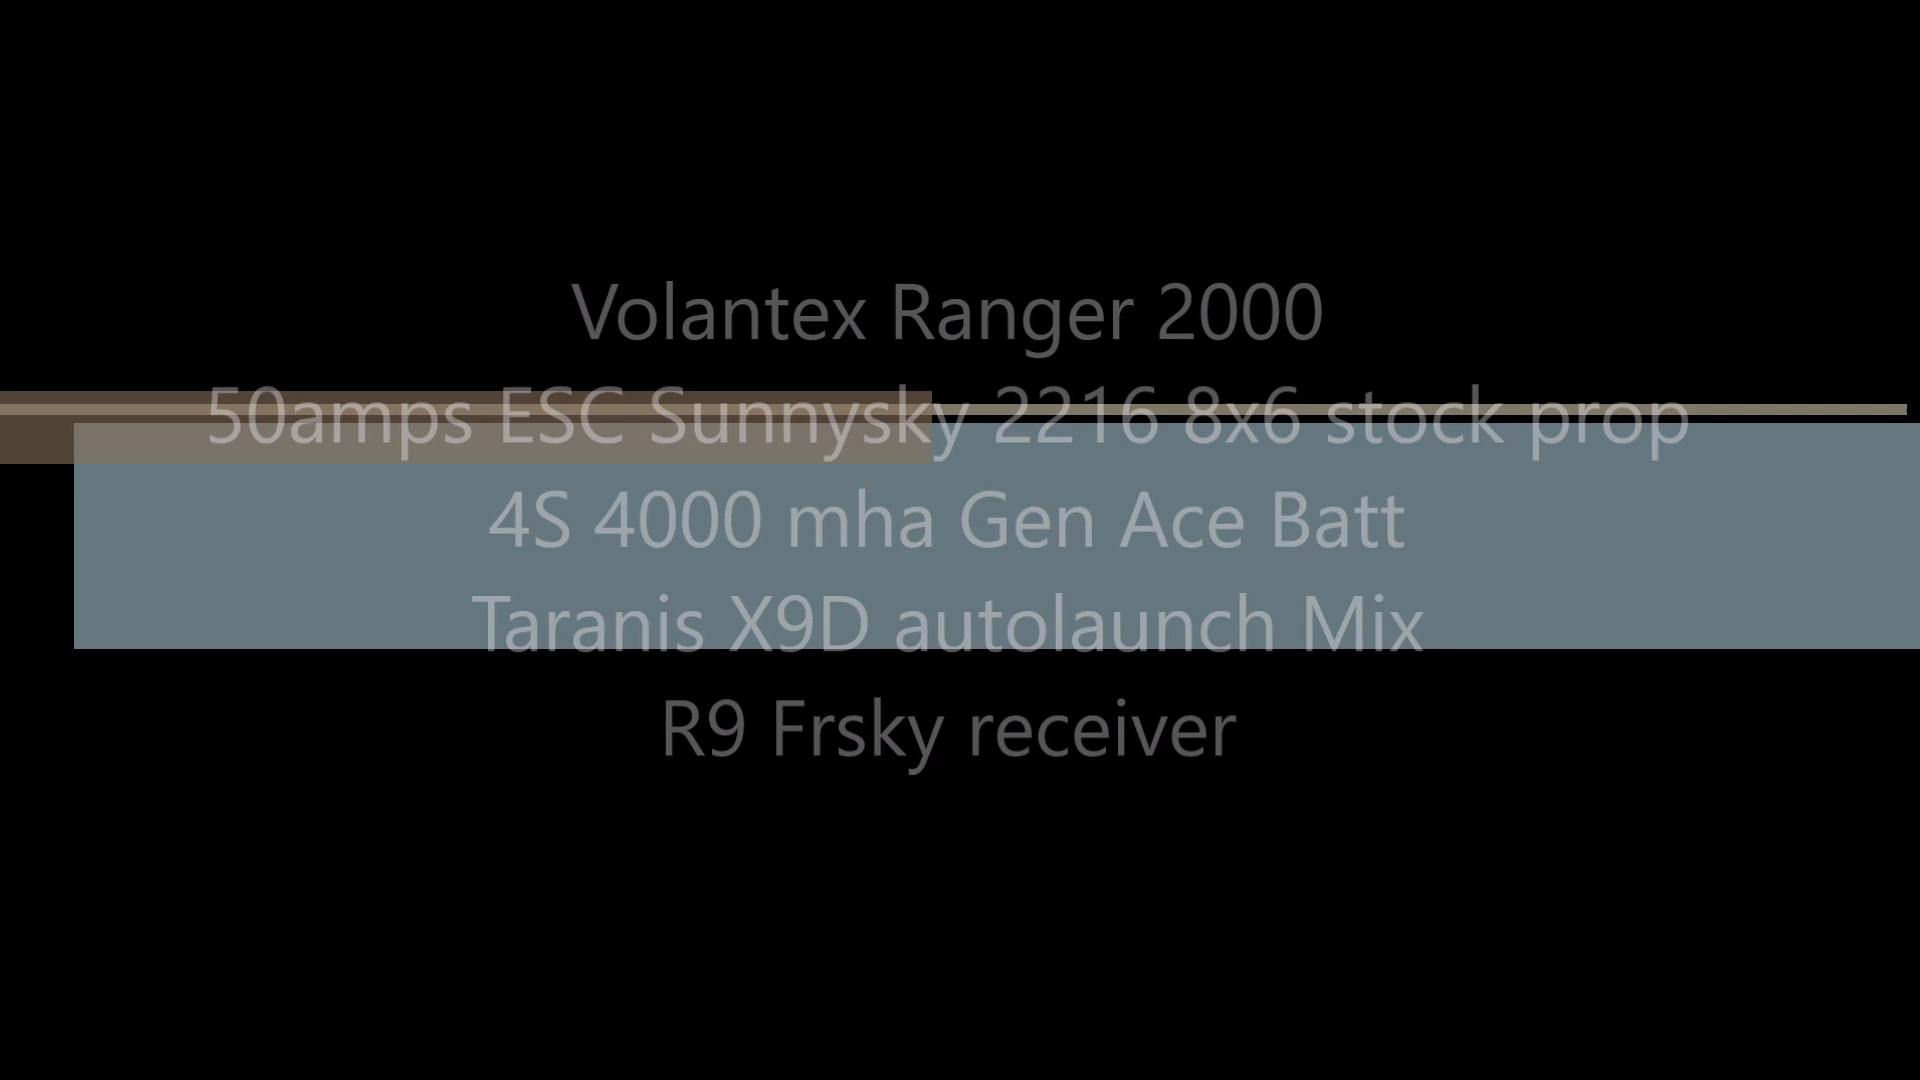 Volantex Ranger 2000
50amps ESC Sunnysky 2216 8x6 stock prop
4S 4000 mha Gen Ace Batt
Taranis X9D autolaunch Mix
R9 Frsky receiver